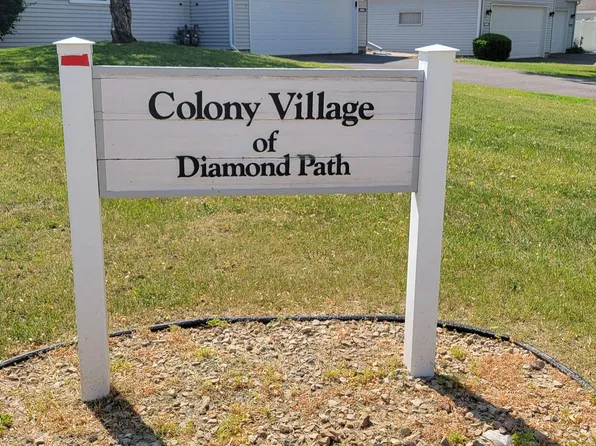 Colony Village
of
Diamond Path